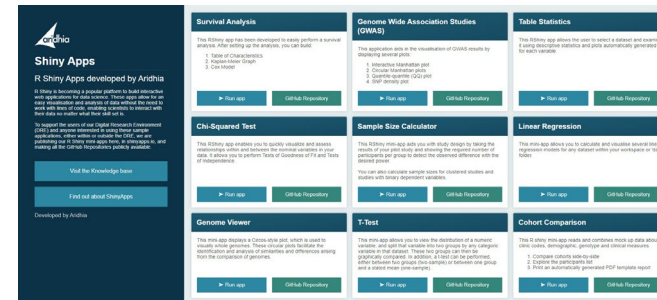 aridhia
Shiny Apps
R Shiny Apps developed by Aridhia
R Shiny is becoming a popular platform to build interactive
web applications for data science. These apps allow for an
easy visualisation and analysis of data without the need to
work with lines of code, enabling scientists to interact with
their data no matter what their skill set is.
To support the users of our Digital Research Environment
(DRE) and anyone interested in using these sample
applications, either within or outside the DRE, we are
publishing our R Shiny mini apps here, in shinyapps.io, and
making all the GitHub Repositories publicly available.
Visit the Knowledge base
Find out about ShinyApps
Developed by Aridhia
Survival Analysis
This RShiny app has been developed to easily perform a survival
analysis. After setting up the analysis, you can build:
1. Table of Characteristics
2. Kaplan-Meier Graph
3. Cox Model
Run app
GitHub Repository
Genome Wide Association Studies
(GWAS)
This application aids in the visualisation of GWAS results by
displaying several plots:
1. Interactive Manhattan plot
2. Circular Manhattan plots
3. Quantile-quantile (QQ) plot
4. SNP density plot
Run app
GitHub Repository
Table Statistics
This RShiny app allows the user to select a dataset and examin
it using descriptive statistics and plots automatically generated
for each variable.
Run app
GitHub Repository
Chi-Squared Test
This RShiny app enables you to quickly visualize and assess
relationships within and between the nominal variables in your
data. It allows you to perform Tests of Goodness of Fit and Tests
of Independence.
Run app
GitHub Repository
Sample Size Calculator
This RShiny mini-app aids you with study design by taking the
results of your pilot study and showing the required number of
participants per group to detect the observed difference with the
desired power.
You can also calculate sample sizes for clustered studies and
studies with binary dependent variables.
Run app
GitHub Repository
Linear Regression
This mini-app allows you to calculate and visualise several line
regression models for any dataset within your workspace or 'da
folder.
Run app
GitHub Repository
Genome Viewer
This mini-app displays a Circos-style plot, which is used to
visually whole genomes. These circular plots facilitate the
identification and analysis of similarities and differences arising
from the comparison of genomes.
Run app
GitHub Repository
T-Test
This mini-app allows you to view the distribution of a numeric
variable, and split that variable into two groups by any categoric
variable in that dataset. These two groups can then be
graphically compared. In addition, a t-test can be performed,
either between two groups (two-sample) or between one group
and a stated mean (one-sample).
Run app
GitHub Repository
Cohort Comparison
This R shiny mini-app reads and combines mock up data abou
clinic codes, demographic, genotype and clinical measures.
1. Compare cohorts side-by-side
2. Explore the participants list
3. Print an automatically generated PDF template report
Run app
GitHub Repository